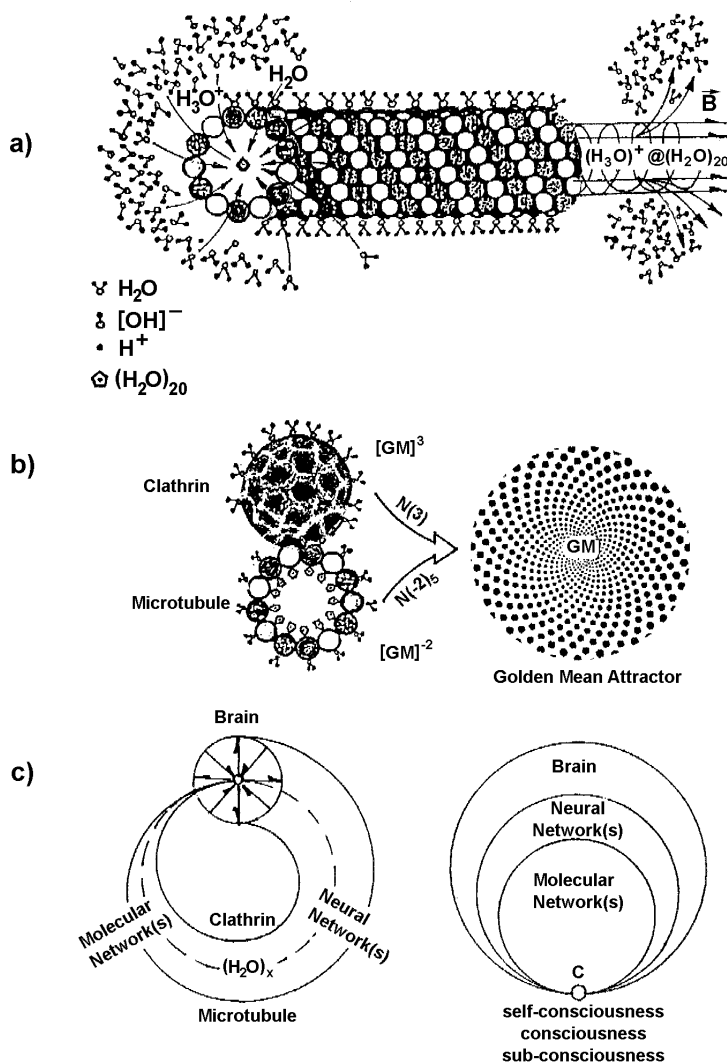 a)
H₂O
H₃O⁺
B⃗
(H₃O)⁺@(H₂O)₂₀
H₂O
[OH]⁻
H⁺
(H₂O)₂₀
b)
[GM]³
Clathrin
N(3)
GM
Microtubule
N(-2)₅
[GM]⁻²
Golden Mean Attractor
c)
Brain
Molecular
Network(s)
Clathrin
Neural
Network(s)
(H₂O)ₓ
Microtubule
Brain
Neural
Network(s)
Molecular
Network(s)
C
self-consciousness
consciousness
sub-consciousness